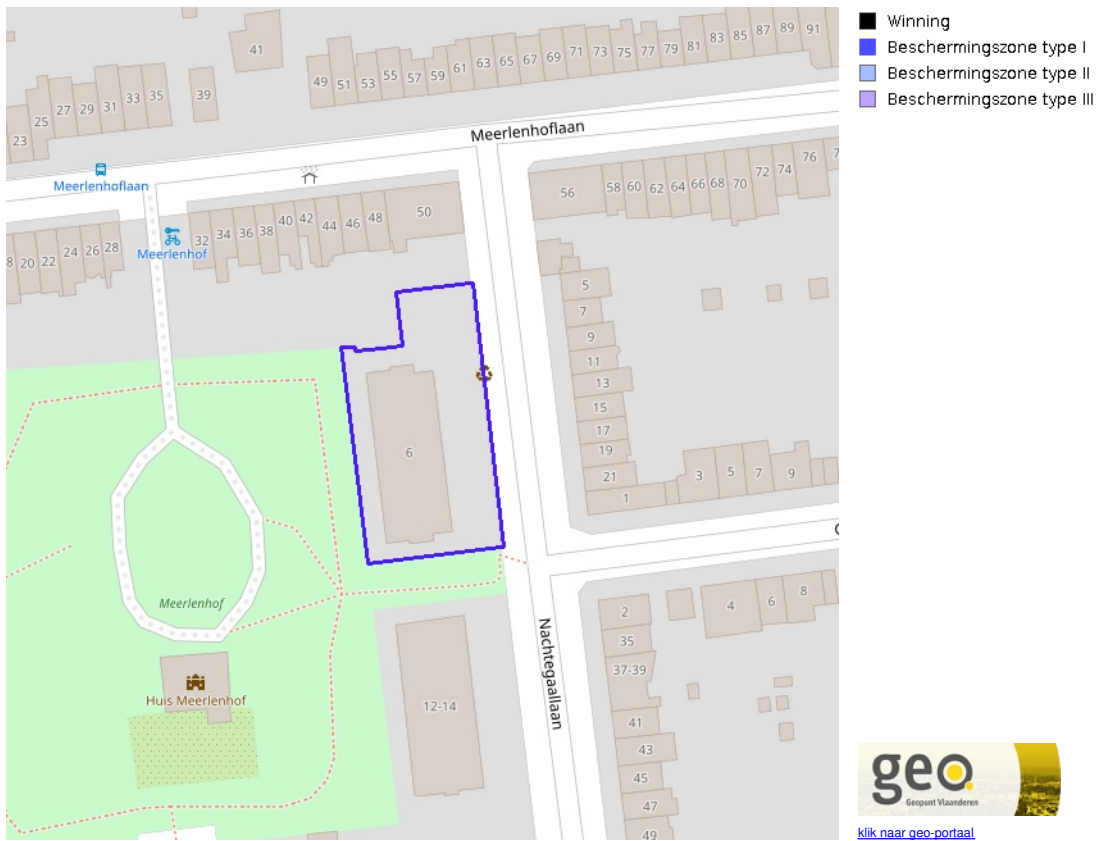 41
49 51 53 55 57 59 61 63 65 67 69 71 73 75 77 79 81 83 85 87 89 91
23 25 27 29 31 33 35 39
Meerlenhoflaan
Meerlenhoflaan
56 58 60 62 64 66 68 70 72 74 76 7
8 20 22 24 26 28
Meerlenhof
32 34 36 38 40 42 44 46 48 50
5
7
9
11
13
15
17
19
21
1
3 5 7 9
6
Meerlenhof
Huis Meerlenhof
12-14
Nachtegaallaan
2
4 6 8
35
37-39
41
43
45
47
49
Winning
Beschermingszone type I
Beschermingszone type II
Beschermingszone type III
geo.
Geopunt Vlaanderen
klik naar geo-portaal